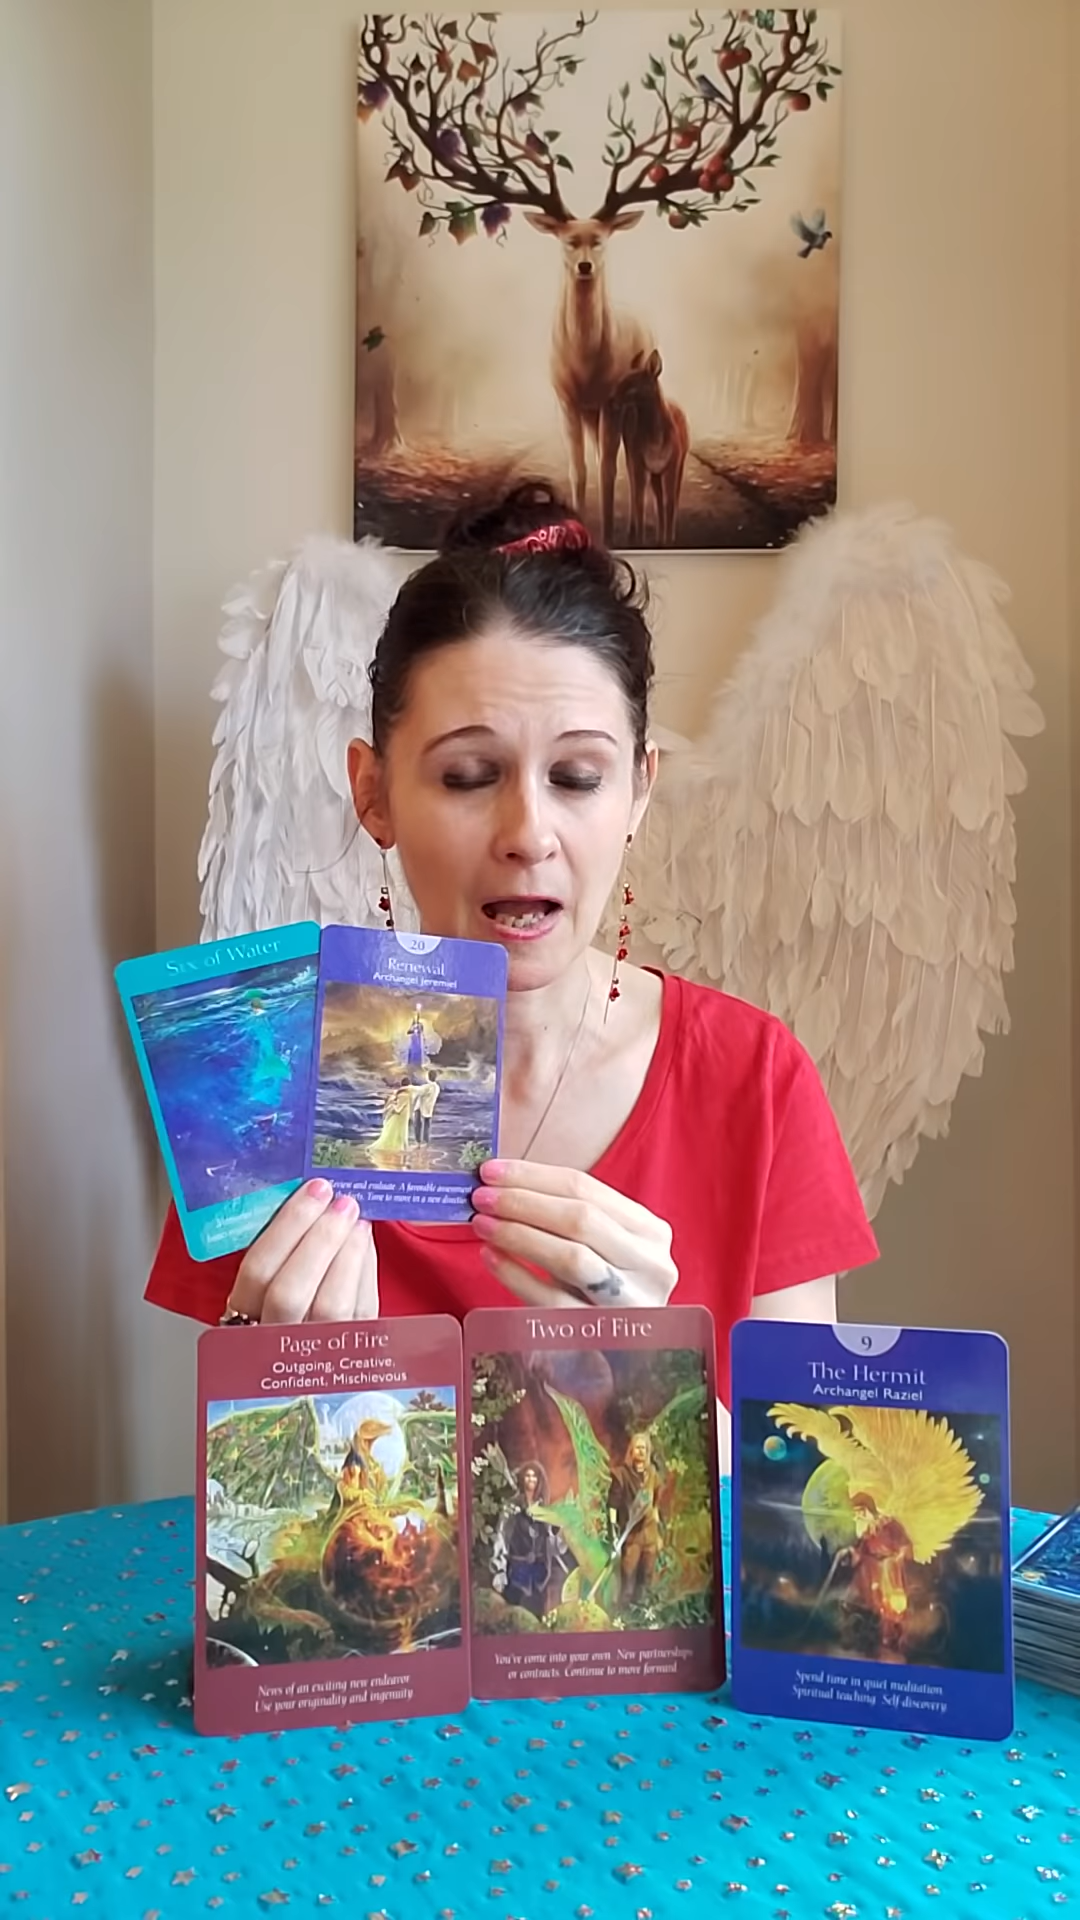 Six of Water
20
Renewal
Archangel Jeremiel
Review and evaluate. A favorable assessment
the facts. Time to move in a new direction
Page of Fire
Outgoing, Creative,
Confident, Mischievous
News of an exciting new endeavor
Use your originality and ingenuity
Two of Fire
You've come into your own. New partnerships
or contracts. Continue to move forward
9
The Hermit
Archangel Raziel
Spend time in quiet meditation
Spiritual teaching. Self-discovery